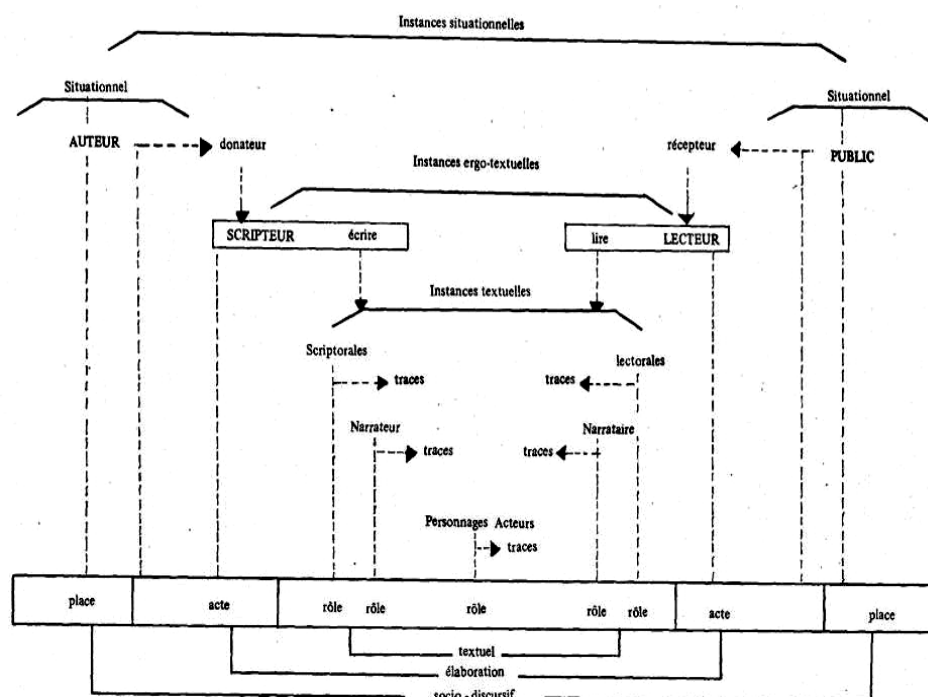 Instances situationnelles
Situationnel
Situationnel
AUTEUR
donateur
récepteur
PUBLIC
Instances ergo-textuelles
SCRIPTEUR écrire
lire LECTEUR
Instances textuelles
Scriptorales
lectorales
traces
traces
Narrateur
Narrataire
traces
traces
Personnages Acteurs
traces
place acte rôle rôle rôle rôle rôle acte place
textuel
élaboration
socio-discursif